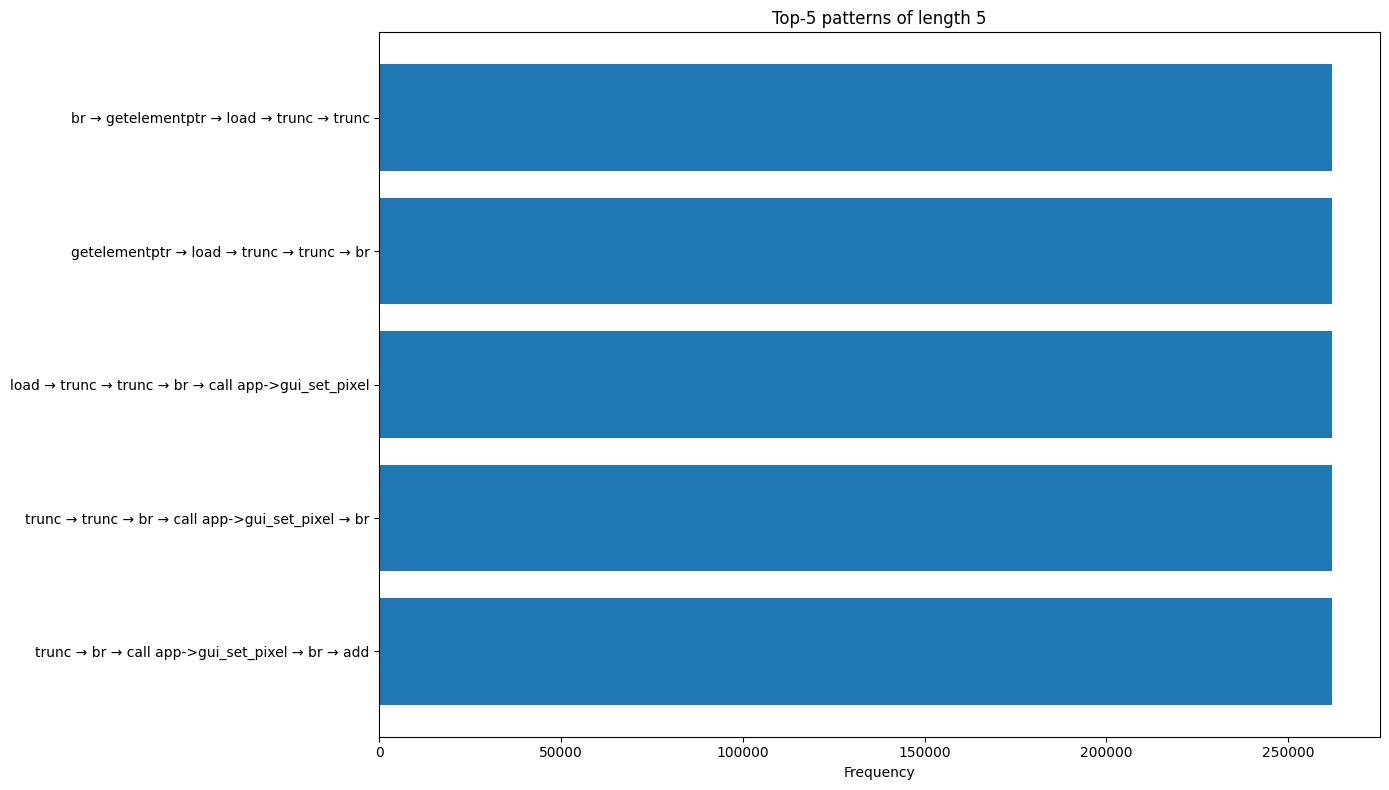 Top-5 patterns of length 5
br → getelementptr → load → trunc → trunc
getelementptr → load → trunc → trunc → br
load → trunc → trunc → br → call app->gui_set_pixel
trunc → trunc → br → call app->gui_set_pixel → br
trunc → br → call app->gui_set_pixel → br → add
0 50000 100000 150000 200000 250000
Frequency